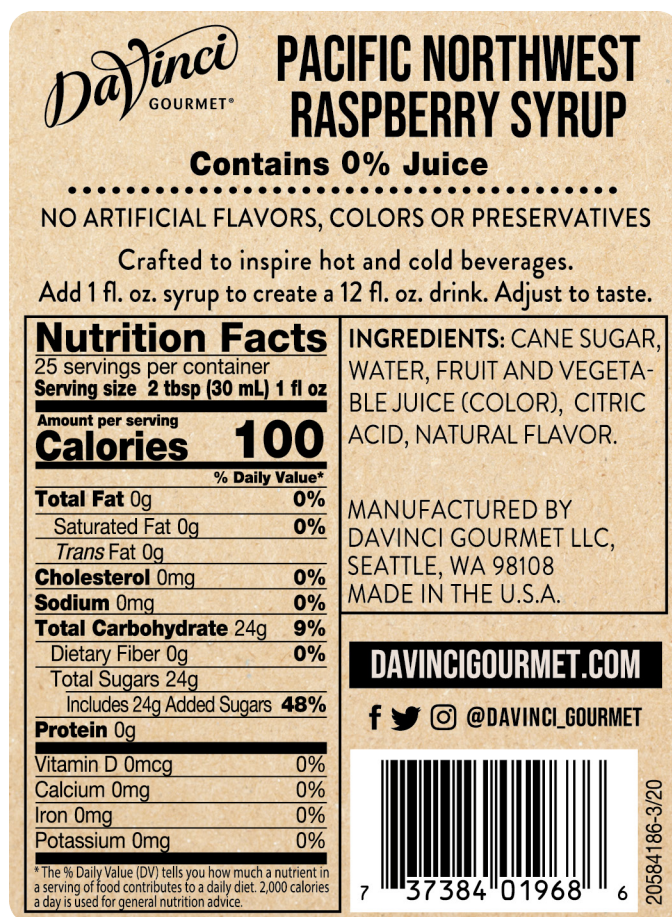 DaVinci
GOURMET®
PACIFIC NORTHWEST
RASPBERRY SYRUP
Contains 0% Juice
NO ARTIFICIAL FLAVORS, COLORS OR PRESERVATIVES
Crafted to inspire hot and cold beverages.
Add 1 fl. oz. syrup to create a 12 fl. oz. drink. Adjust to taste.
Nutrition Facts
25 servings per container
Serving size 2 tbsp (30 mL) 1 fl oz
Amount per serving
Calories 100
% Daily Value*
Total Fat 0g 0%
Saturated Fat 0g 0%
Trans Fat 0g
Cholesterol 0mg 0%
Sodium 0mg 0%
Total Carbohydrate 24g 9%
Dietary Fiber 0g 0%
Total Sugars 24g
Includes 24g Added Sugars 48%
Protein 0g
Vitamin D 0mcg 0%
Calcium 0mg 0%
Iron 0mg 0%
Potassium 0mg 0%
* The % Daily Value (DV) tells you how much a nutrient in
a serving of food contributes to a daily diet. 2,000 calories
a day is used for general nutrition advice.
INGREDIENTS: CANE SUGAR,
WATER, FRUIT AND VEGETA-
BLE JUICE (COLOR), CITRIC
ACID, NATURAL FLAVOR.
MANUFACTURED BY
DAVINCI GOURMET LLC,
SEATTLE, WA 98108
MADE IN THE U.S.A.
DAVINCIGOURMET.COM
@DAVINCI_GOURMET
7 37384 01968 6
20584186-3/20